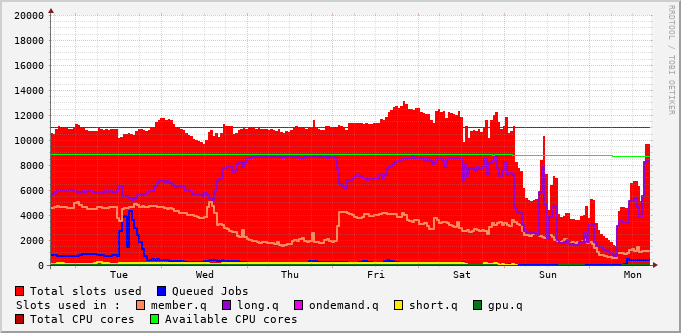 RRDTOOL / TOBI OETIKER
20000
18000
16000
14000
12000
10000
8000
6000
4000
2000
0
Tue Wed Thu Fri Sat Sun Mon
Total slots used Queued Jobs
Slots used in : member.q long.q ondemand.q short.q gpu.q
Total CPU cores Available CPU cores